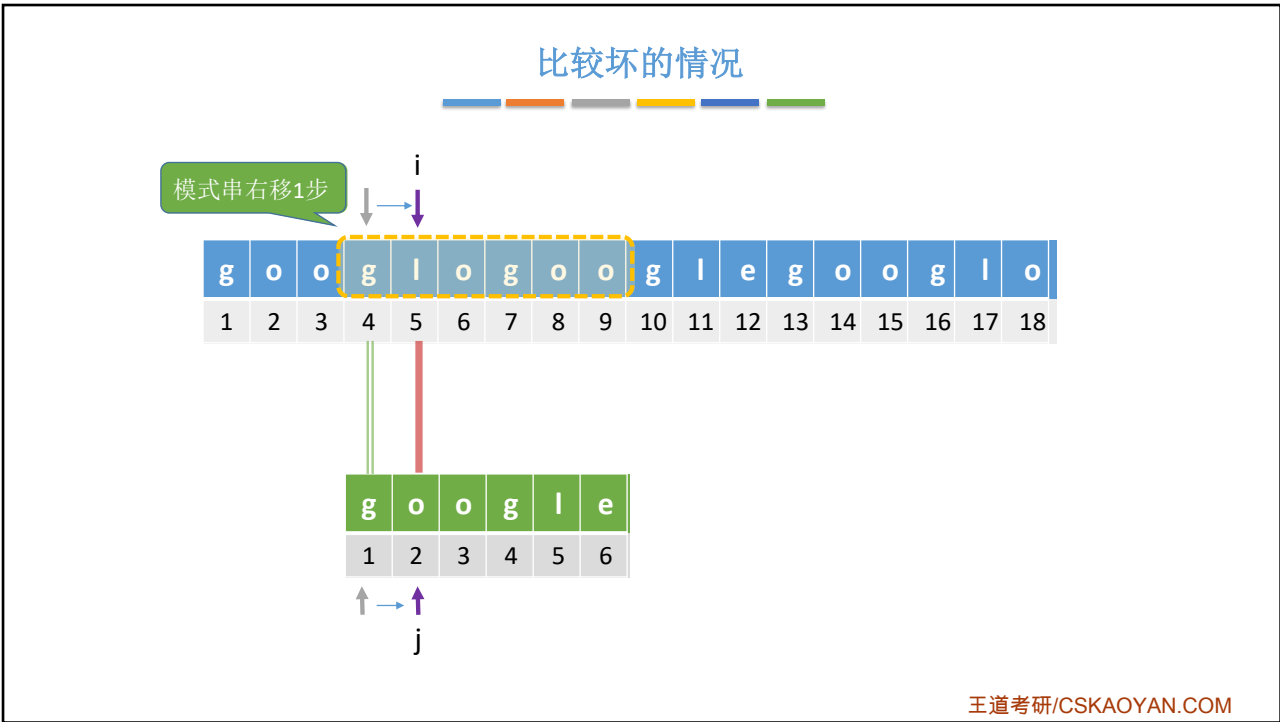 比较坏的情况
i
模式串右移1步
g o o g l o g o o g l e g o o g l o
1 2 3 4 5 6 7 8 9 10 11 12 13 14 15 16 17 18
g o o g l e
1 2 3 4 5 6
j
王道考研/CSKAOYAN.COM